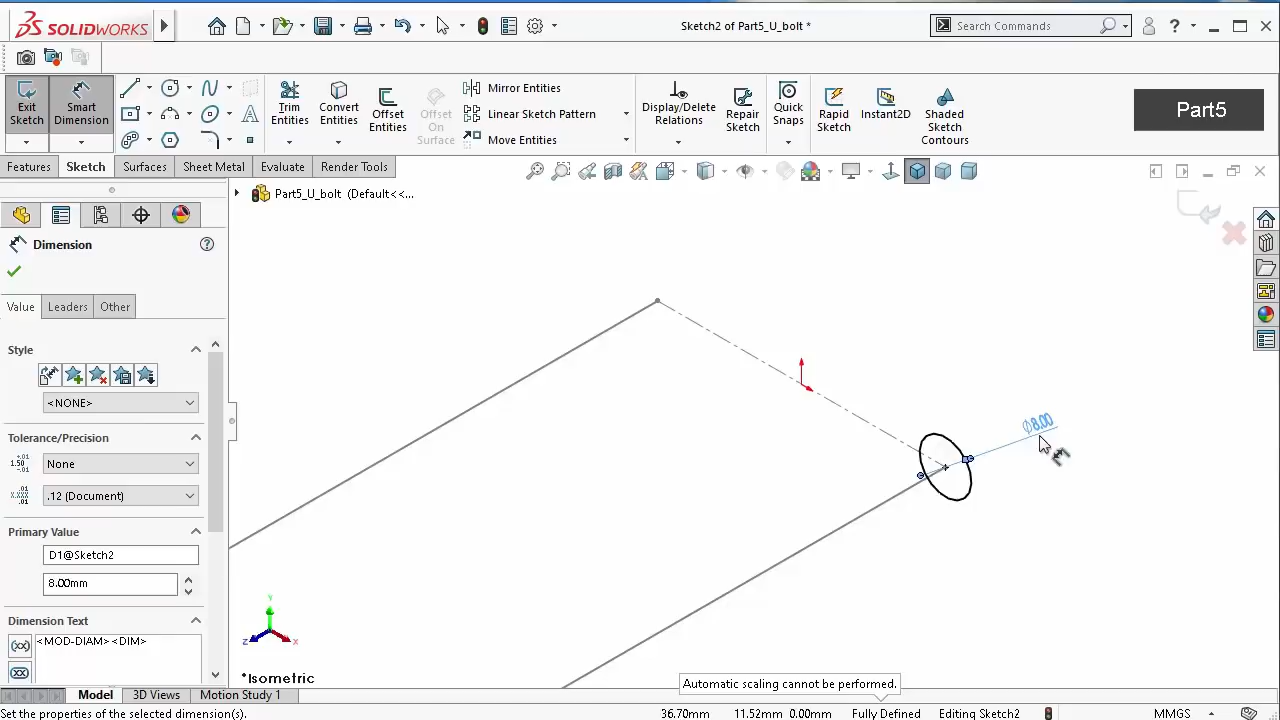 SOLIDWORKS
Sketch2 of Part5_U_bolt *
Search Commands
?
Exit Sketch
Smart Dimension
Trim Entities
Convert Entities
Offset Entities
Offset On Surface
Mirror Entities
Linear Sketch Pattern
Move Entities
Display/Delete Relations
Repair Sketch
Quick Snaps
Rapid Sketch
Instant2D
Shaded Sketch Contours
Part5
Features
Sketch
Surfaces
Sheet Metal
Evaluate
Render Tools
Part5_U_bolt (Default<<...
Dimension
?
Value
Leaders
Other
Style
<NONE>
Tolerance/Precision
None
.12 (Document)
Primary Value
D1@Sketch2
8.00mm
Dimension Text
<MOD-DIAM><DIM>
(xx)
Ø8.00
Y
Z
X
*Isometric
Automatic scaling cannot be performed.
Model
3D Views
Motion Study 1
Set the properties of the selected dimension(s).
36.70mm
11.52mm 0.00mm
Fully Defined
Editing Sketch2
MMGS